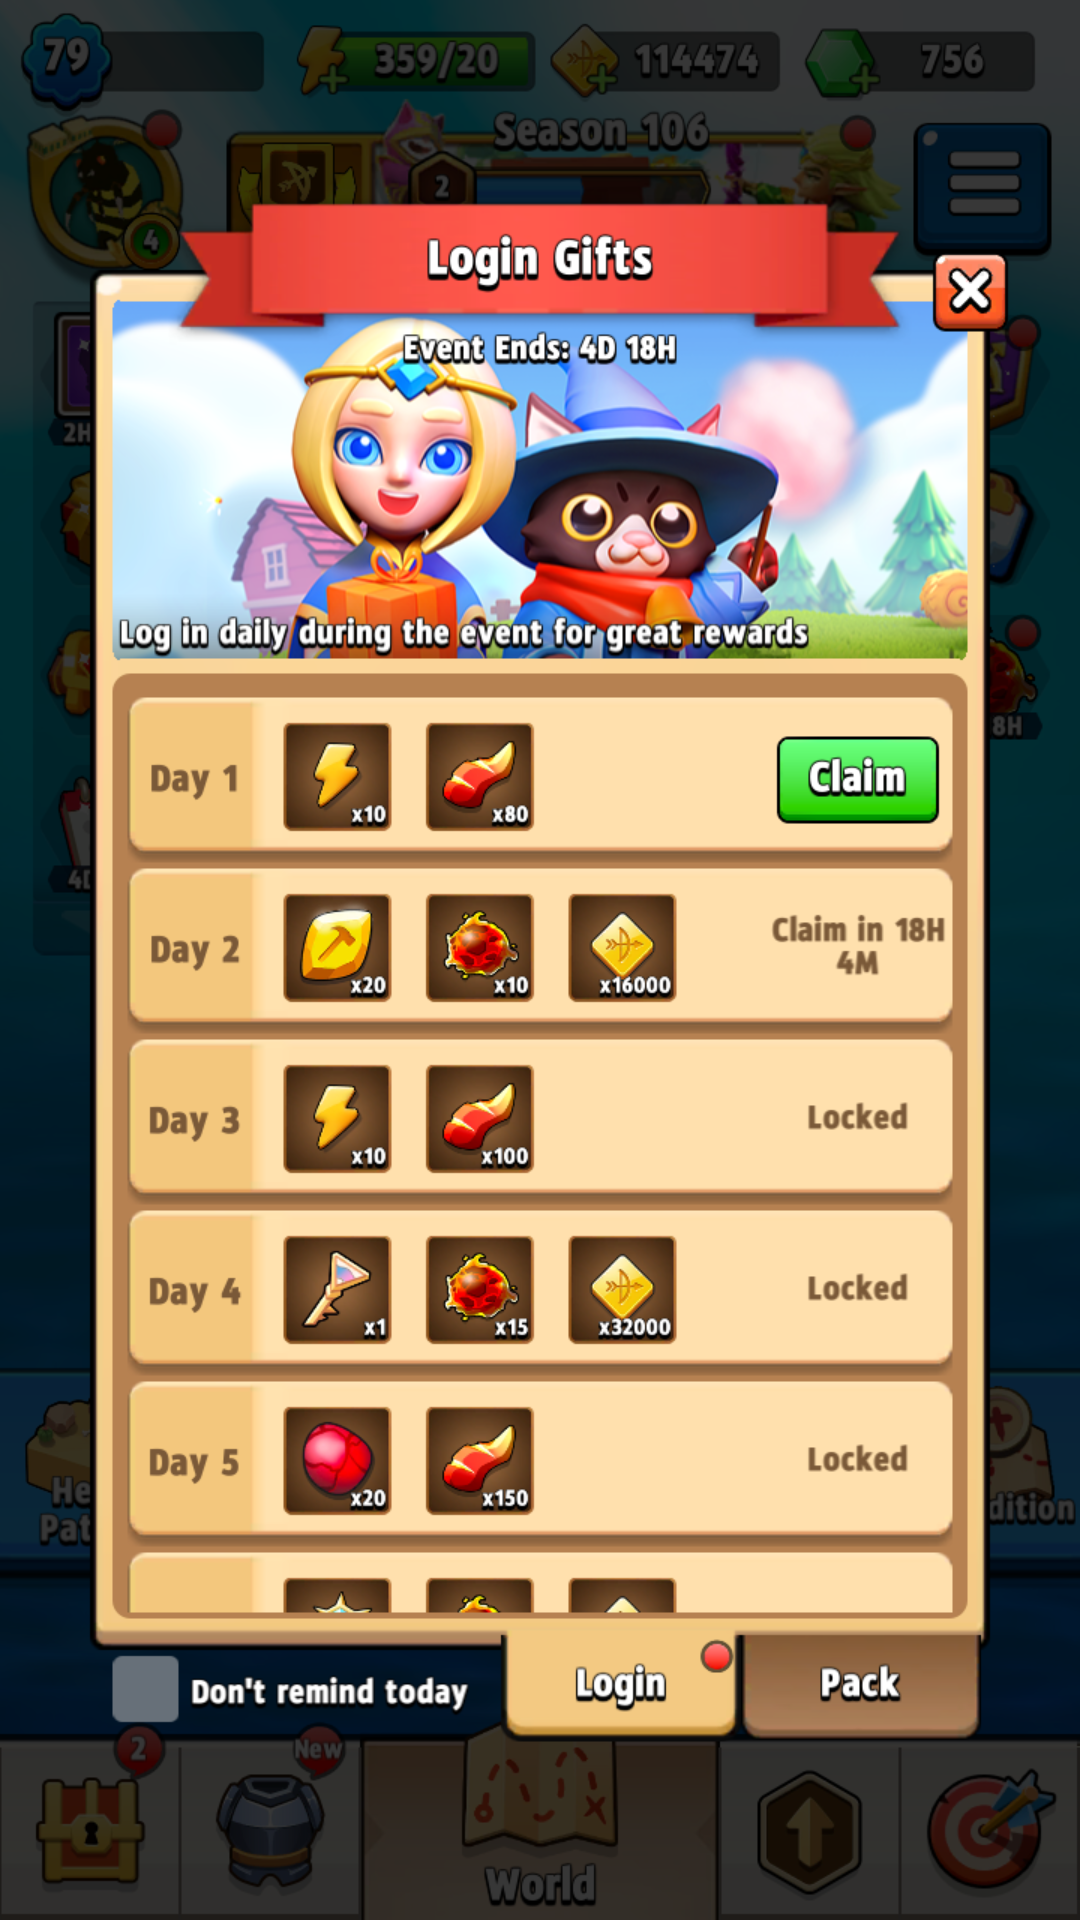 79
359/20
114474
756
Season 106
2
4
Login Gifts
Event Ends: 4D 18H
Log in daily during the event for great rewards
Day 1
x10
x80
Claim
Day 2
x20
x10
x16000
Claim in 18H
4M
Day 3
x10
x100
Locked
Day 4
x1
x15
x32000
Locked
Day 5
x20
x150
Locked
2H
8H
4D
He
Pat
dition
Don't remind today
Login
Pack
2
New
World